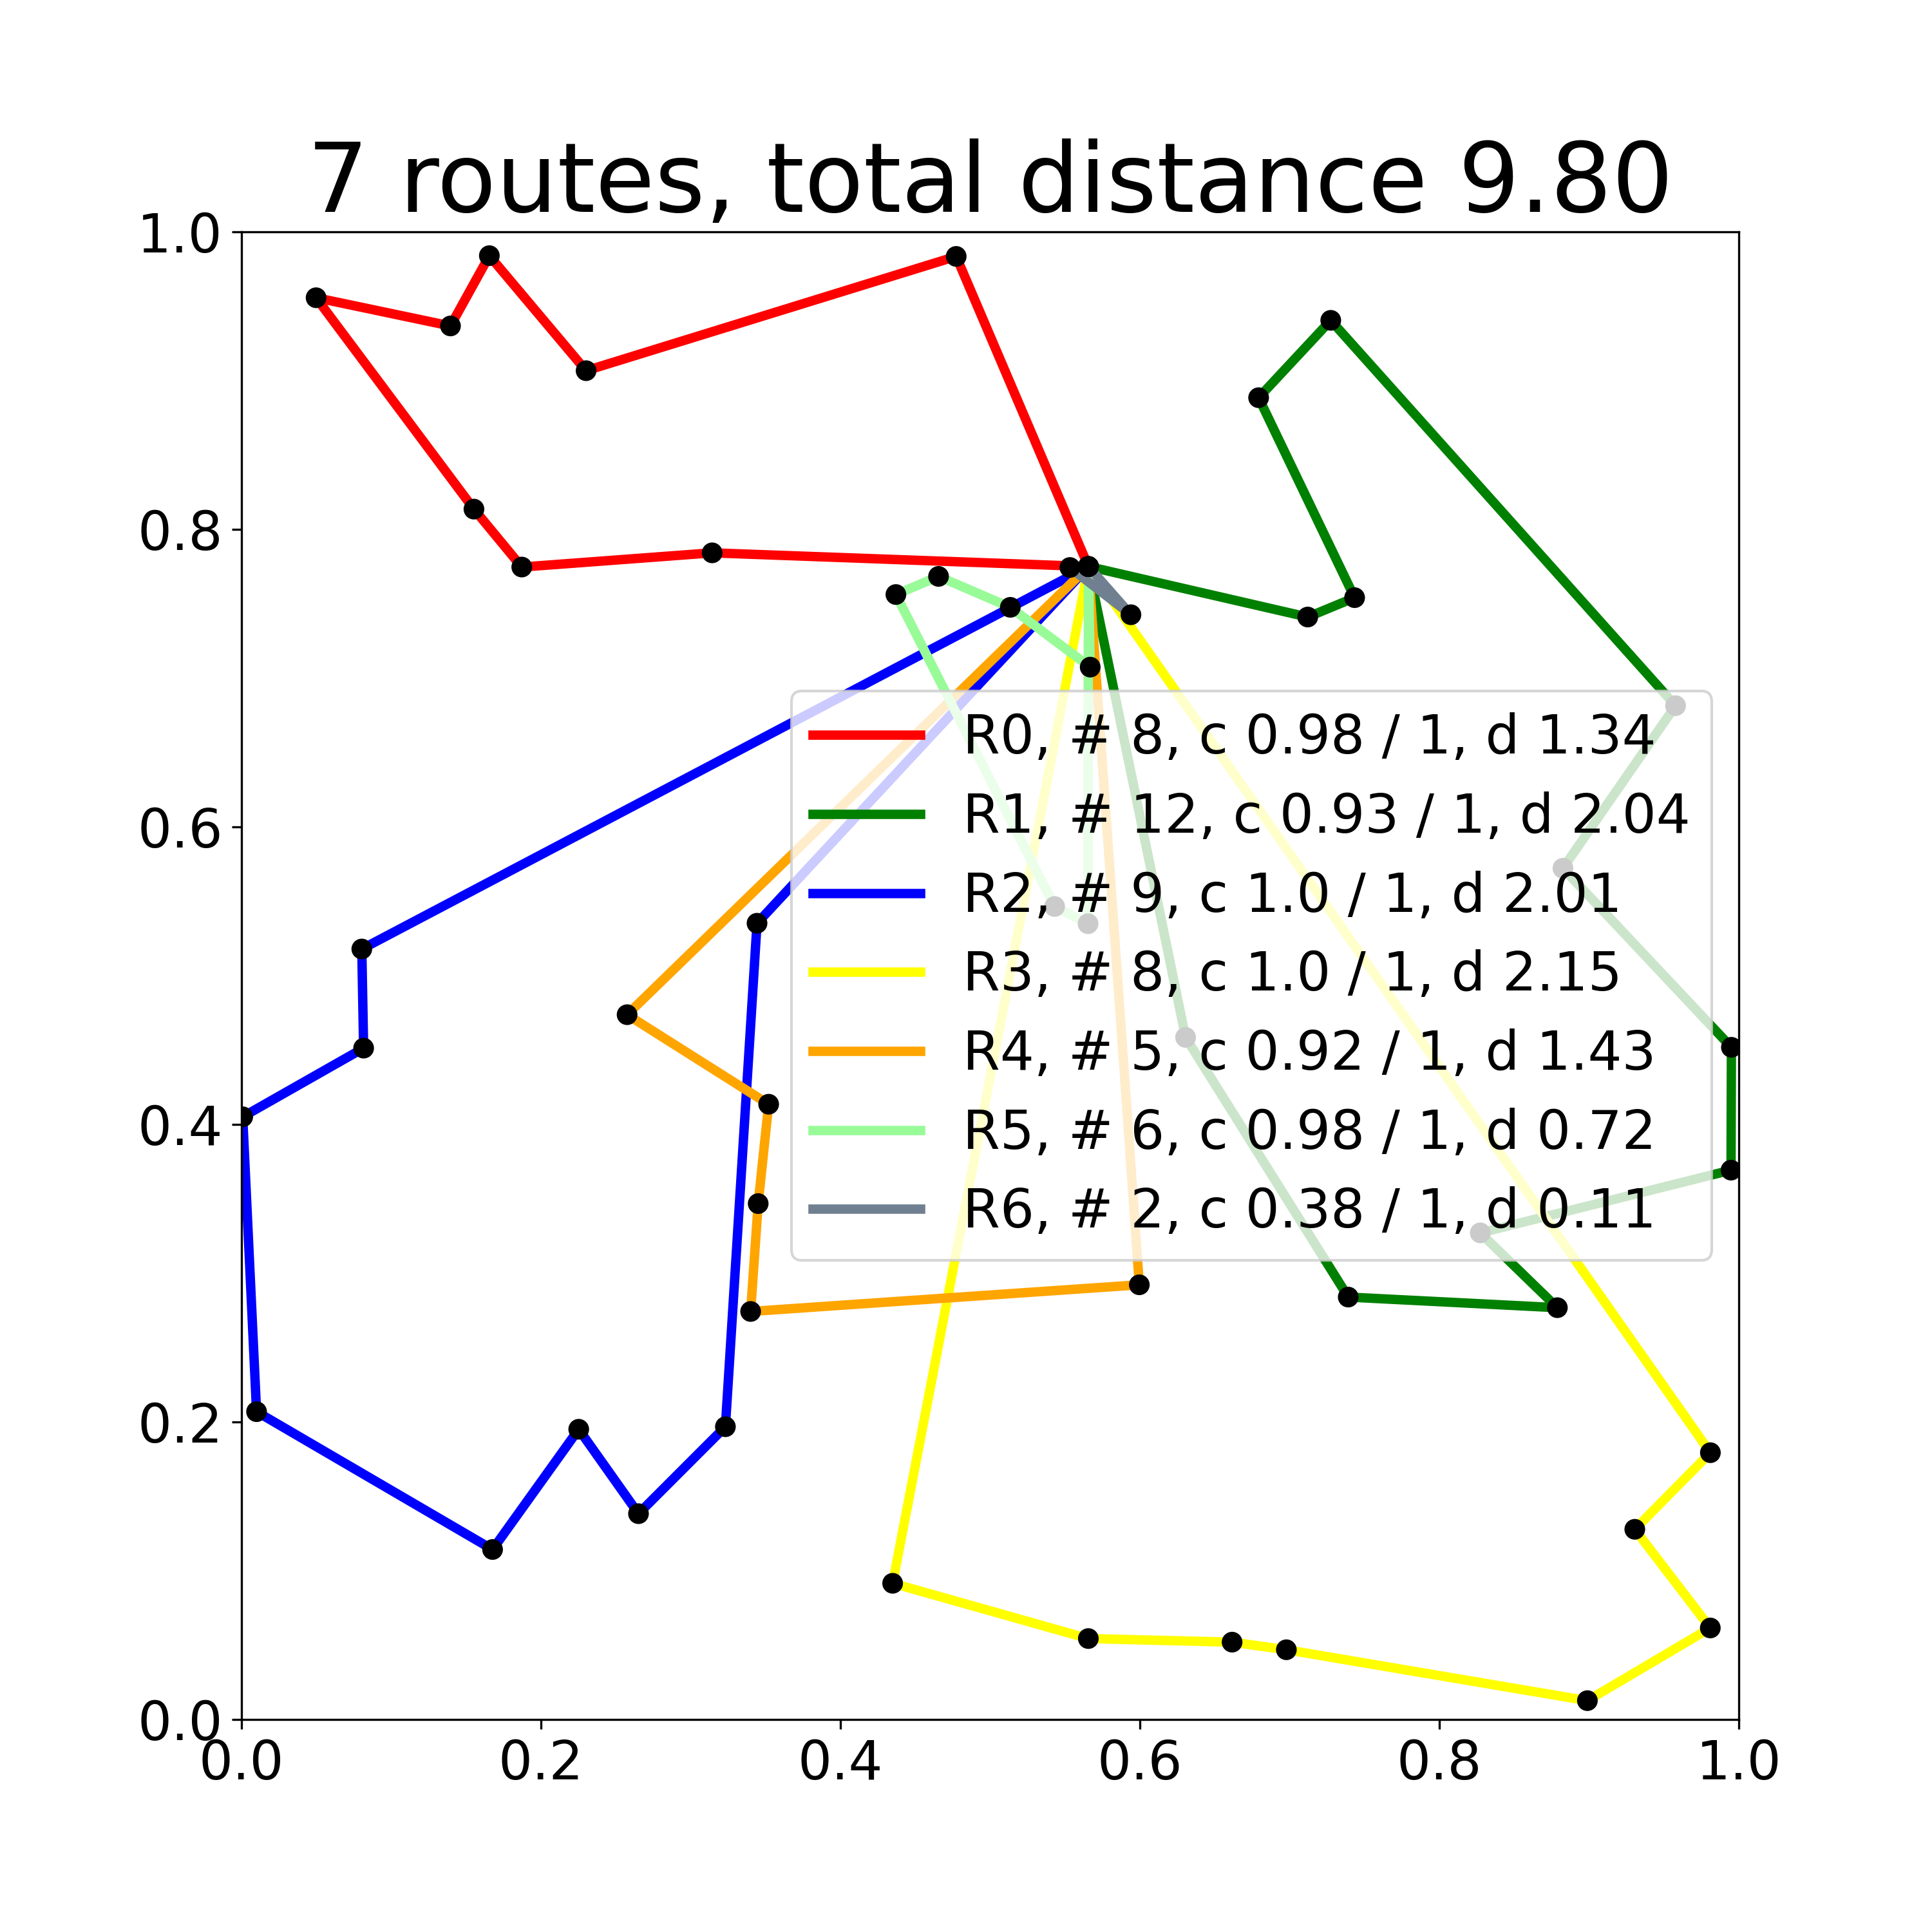 7 routes, total distance 9.80
1.0
0.8
0.6
0.4
0.2
0.0
R0, # 8, c 0.98 / 1, d 1.34
R1, # 12, c 0.93 / 1, d 2.04
R2, # 9, c 1.0 / 1, d 2.01
R3, # 8, c 1.0 / 1, d 2.15
R4, # 5, c 0.92 / 1, d 1.43
R5, # 6, c 0.98 / 1, d 0.72
R6, # 2, c 0.38 / 1, d 0.11
0.0 0.2 0.4 0.6 0.8 1.0